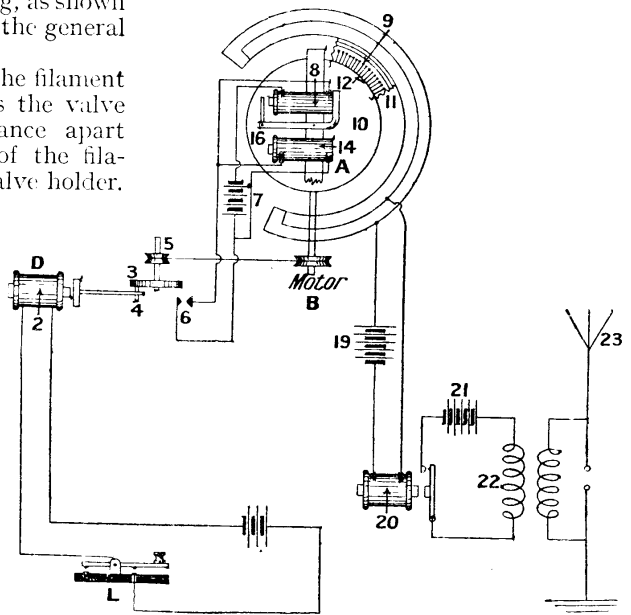 g, as shown
the general
he filament
s the valve
ance apart
of the fila-
alve holder.
9
8
12
11
10
16
14
A
7
5
D
3
4
2
6
Motor
B
19
23
21
22
20
L